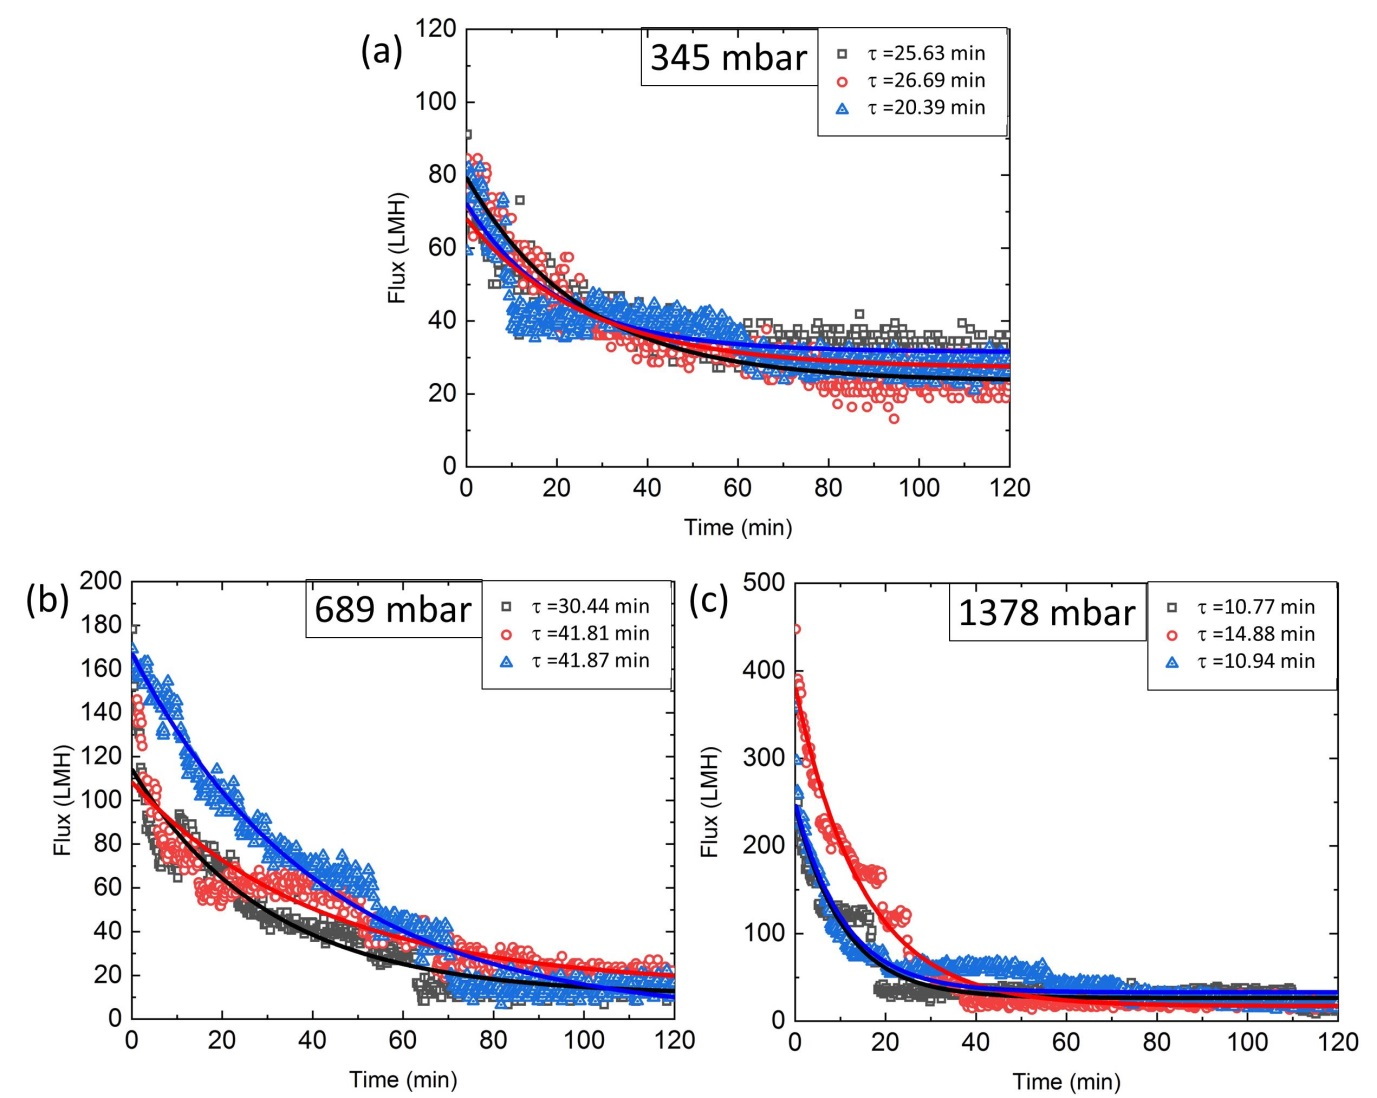 (a)
345 mbar
τ =25.63 min
τ =26.69 min
τ =20.39 min
120
100
80
60
40
20
0
Flux (LMH)
0 20 40 60 80 100 120
Time (min)
(b)
689 mbar
τ =30.44 min
τ =41.81 min
τ =41.87 min
200
180
160
140
120
100
80
60
40
20
0
Flux (LMH)
0 20 40 60 80 100 120
Time (min)
(c)
1378 mbar
τ =10.77 min
τ =14.88 min
τ =10.94 min
500
400
300
200
100
0
Flux (LMH)
0 20 40 60 80 100 120
Time (min)